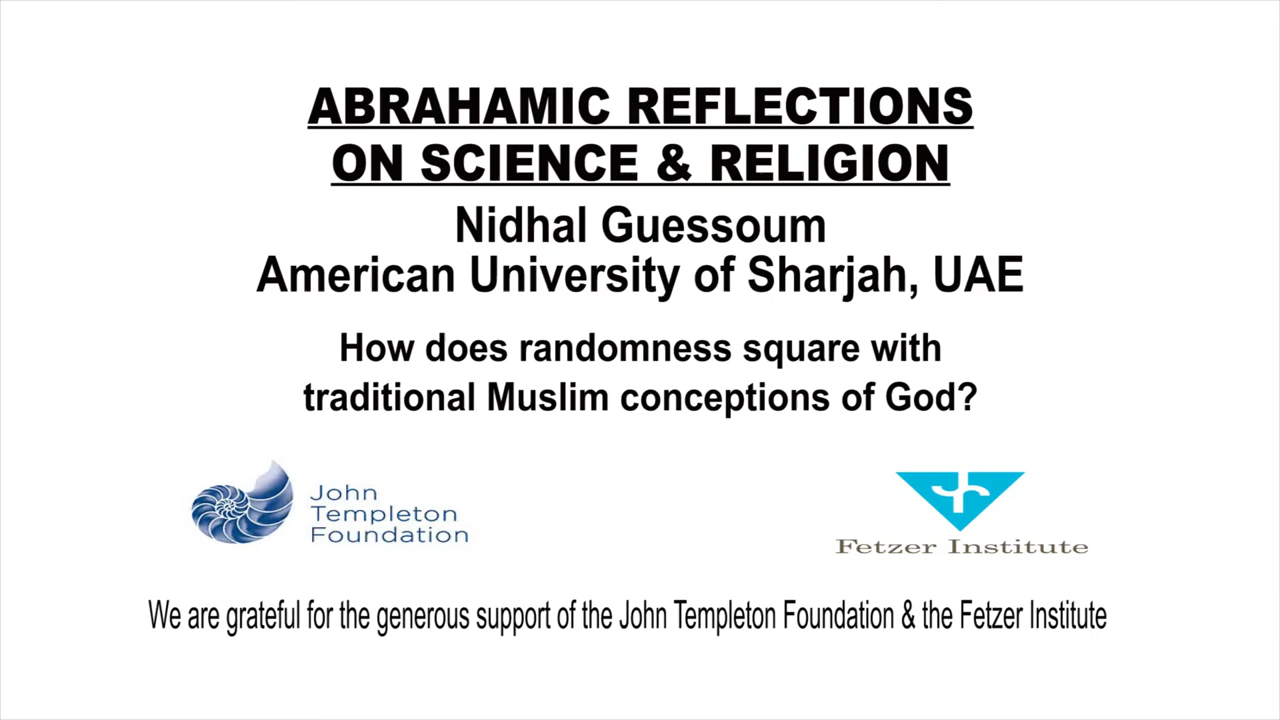 ABRAHAMIC REFLECTIONS
ON SCIENCE & RELIGION
Nidhal Guessoum
American University of Sharjah, UAE
How does randomness square with
traditional Muslim conceptions of God?
John
Templeton
Foundation
Fetzer Institute
We are grateful for the generous support of the John Templeton Foundation & the Fetzer Institute